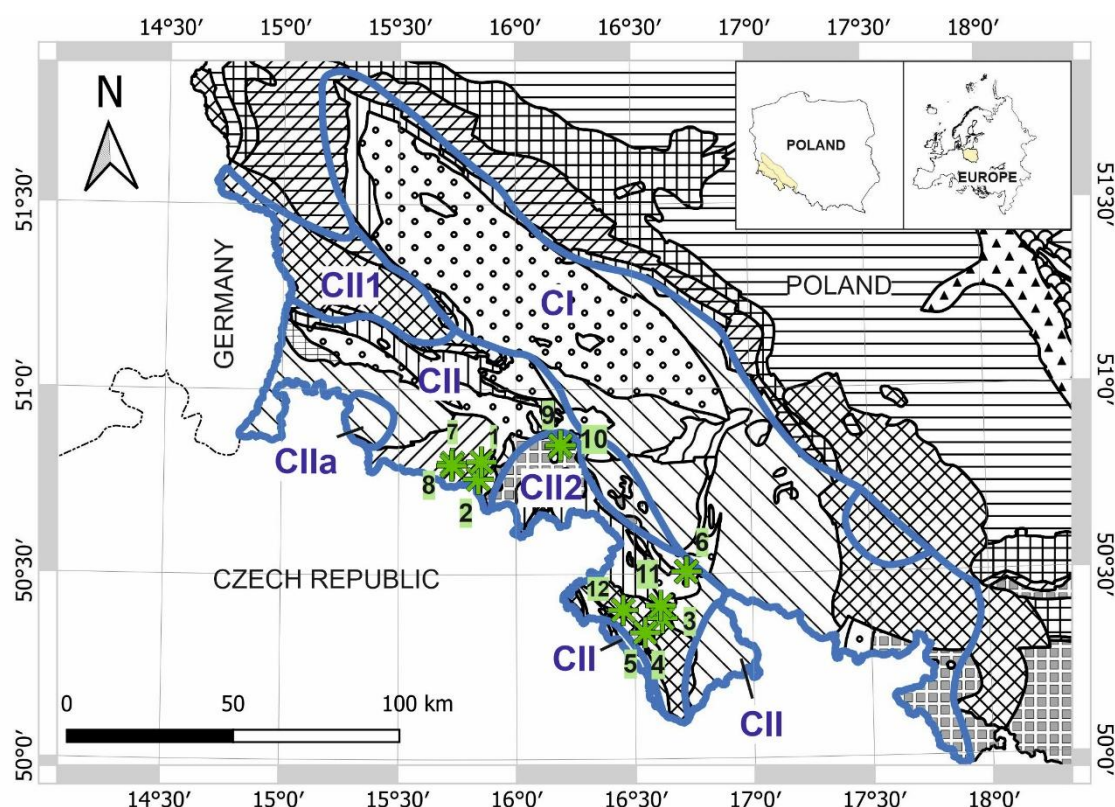 14°30′ 15°0′ 15°30′ 16°0′ 16°30′ 17°0′ 17°30′ 18°0′
N
POLAND
EUROPE
51°30′
51°30′
GERMANY
CII1
CI
POLAND
51°0′
51°0′
CII
CIIa
9
10
7
1
8
2
CII2
6
50°30′
50°30′
CZECH REPUBLIC
11
12
3
CII
5
4
CII
0 50 100 km
50°0′
50°0′
14°30′ 15°0′ 15°30′ 16°0′ 16°30′ 17°0′ 17°30′ 18°0′